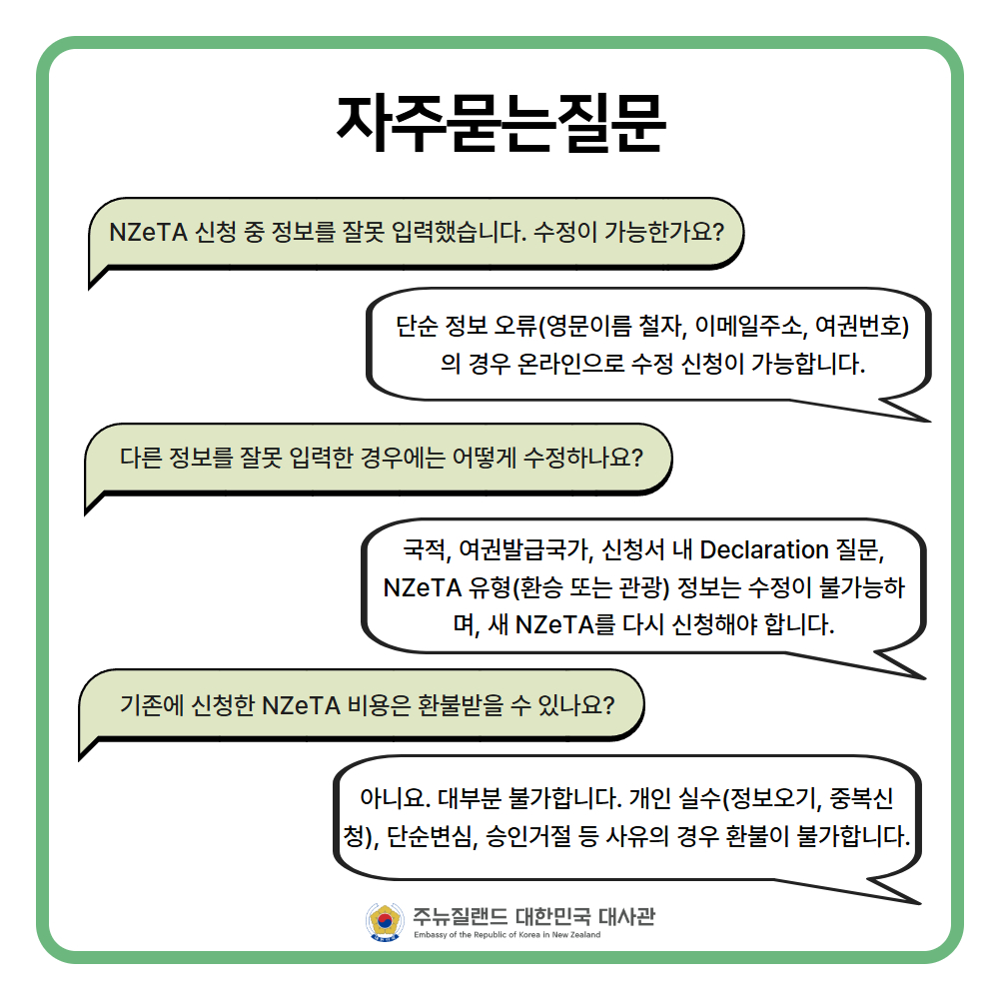 자주묻는질문
NZeTA 신청 중 정보를 잘못 입력했습니다. 수정이 가능한가요?
단순 정보 오류(영문이름 철자, 이메일주소, 여권번호)
의 경우 온라인으로 수정 신청이 가능합니다.
다른 정보를 잘못 입력한 경우에는 어떻게 수정하나요?
국적, 여권발급국가, 신청서 내 Declaration 질문,
NZeTA 유형(환승 또는 관광) 정보는 수정이 불가능하
며, 새 NZeTA를 다시 신청해야 합니다.
기존에 신청한 NZeTA 비용은 환불받을 수 있나요?
아니요. 대부분 불가합니다. 개인 실수(정보오기, 중복신
청), 단순변심, 승인거절 등 사유의 경우 환불이 불가합니다.
주뉴질랜드 대한민국 대사관
Embassy of the Republic of Korea in New Zealand